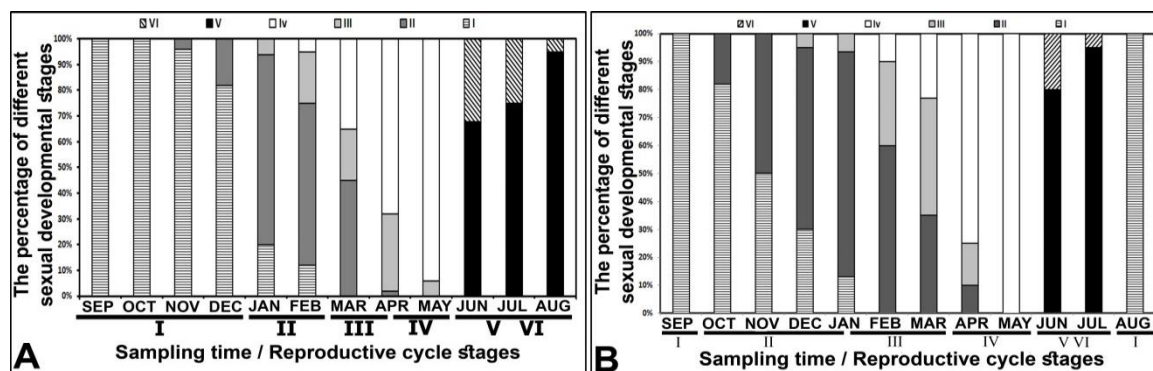 VI V Iv III II I
The percentage of different
sexual developmental stages
100%
90%
80%
70%
60%
50%
40%
30%
20%
10%
0%
SEP OCT NOV DEC JAN FEB MAR APR MAY JUN JUL AUG
I II III IV V VI
A
Sampling time / Reproductive cycle stages
VI V Iv III II I
The percentage of different
sexual developmental stages
100%
90%
80%
70%
60%
50%
40%
30%
20%
10%
0%
SEP OCT NOV DEC JAN FEB MAR APR MAY JUN JUL AUG
I II III IV V VI I
B
Sampling time / Reproductive cycle stages